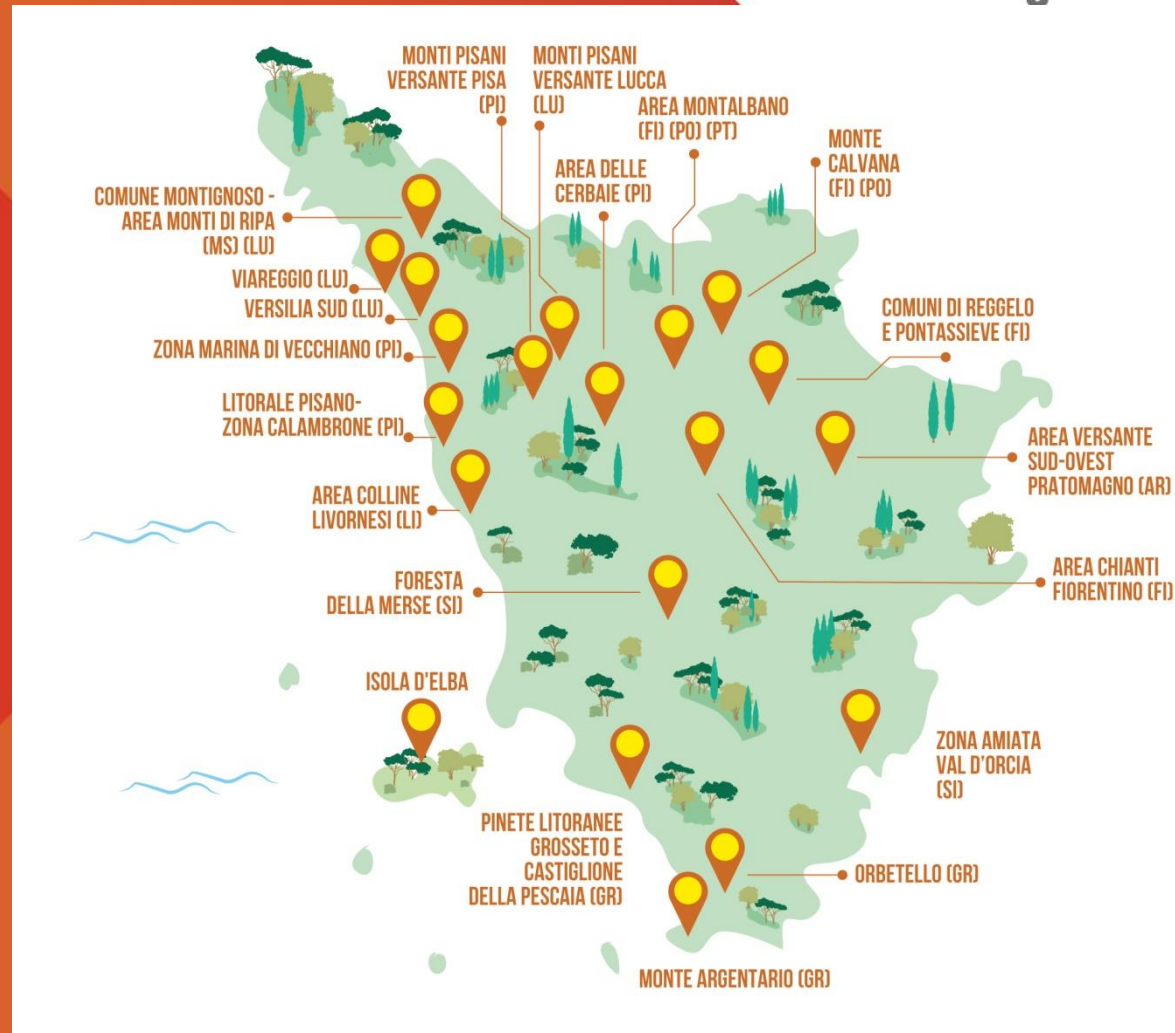 MONTI PISANI
VERSANTE PISA
(PI)
MONTI PISANI
VERSANTE LUCCA
(LU)
AREA MONTALBANO
(FI) (PO) (PT)
MONTE
CALVANA
(FI) (PO)
AREA DELLE
CERBAIE (PI)
COMUNE MONTIGNOSO -
AREA MONTI DI RIPA
(MS) (LU)
VIAREGGIO (LU)
VERSILIA SUD (LU)
ZONA MARINA DI VECCHIANO (PI)
COMUNI DI REGGELO
E PONTASSIEVE (FI)
LITORALE PISANO-
ZONA CALAMBRONE (PI)
AREA VERSANTE
SUD-OVEST
PRATOMAGNO (AR)
AREA COLLINE
LIVORNESI (LI)
AREA CHIANTI
FIORENTINO (FI)
FORESTA
DELLA MERSE (SI)
ISOLA D'ELBA
ZONA AMIATA
VAL D'ORCIA
(SI)
PINETE LITORANEE
GROSSETO E
CASTIGLIONE
DELLA PESCAIA (GR)
ORBETELLO (GR)
MONTE ARGENTARIO (GR)